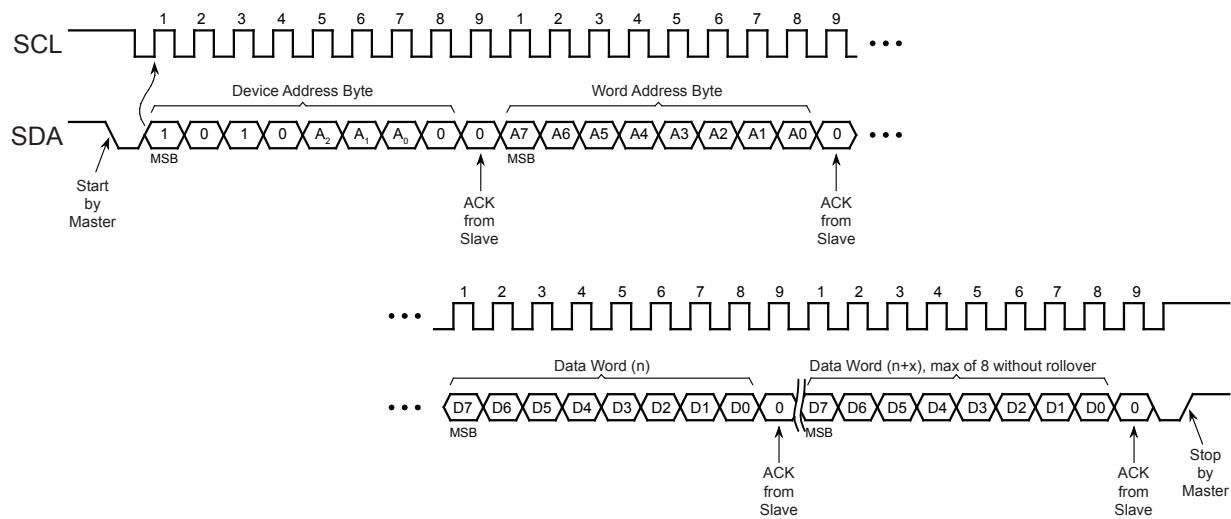 1 2 3 4 5 6 7 8 9 1 2 3 4 5 6 7 8 9
SCL
Device Address Byte Word Address Byte
SDA 1 0 1 0 A2 A1 A0 0 0 A7 A6 A5 A4 A3 A2 A1 A0 0
MSB MSB
Start
by
Master
ACK
from
Slave
ACK
from
Slave
1 2 3 4 5 6 7 8 9 1 2 3 4 5 6 7 8 9
Data Word (n) Data Word (n+x), max of 8 without rollover
D7 D6 D5 D4 D3 D2 D1 D0 0 D7 D6 D5 D4 D3 D2 D1 D0 0
MSB MSB
ACK
from
Slave
ACK
from
Slave
Stop
by
Master